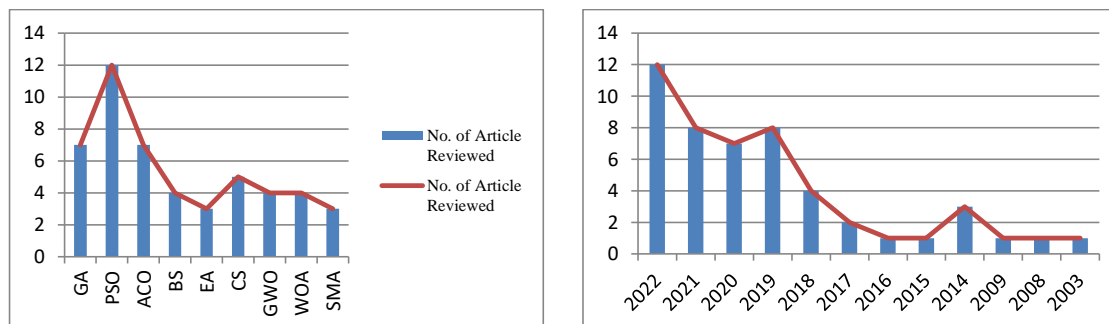 14
12
10
8
6
4
2
0
GA
PSO
ACO
BS
EA
CS
GWO
WOA
SMA
No. of Article
Reviewed
No. of Article
Reviewed
14
12
10
8
6
4
2
0
2022
2021
2020
2019
2018
2017
2016
2015
2014
2009
2008
2003